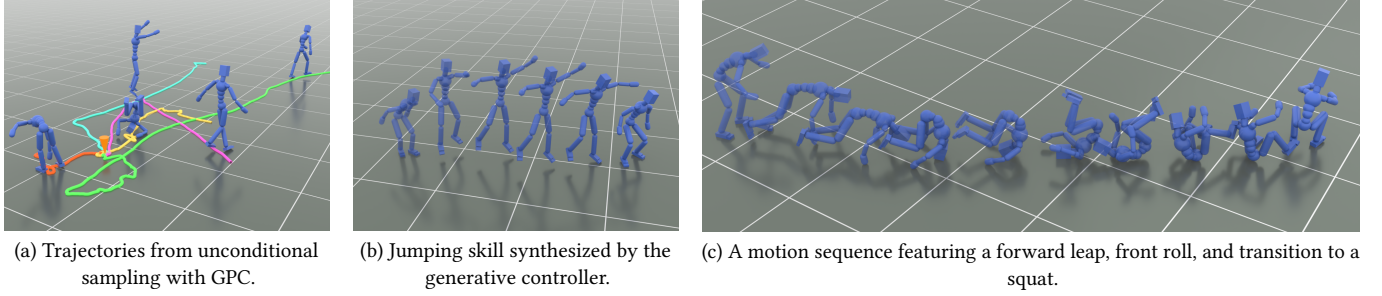 (a) Trajectories from unconditional
sampling with GPC.
(b) Jumping skill synthesized by the
generative controller.
(c) A motion sequence featuring a forward leap, front roll, and transition to a
squat.